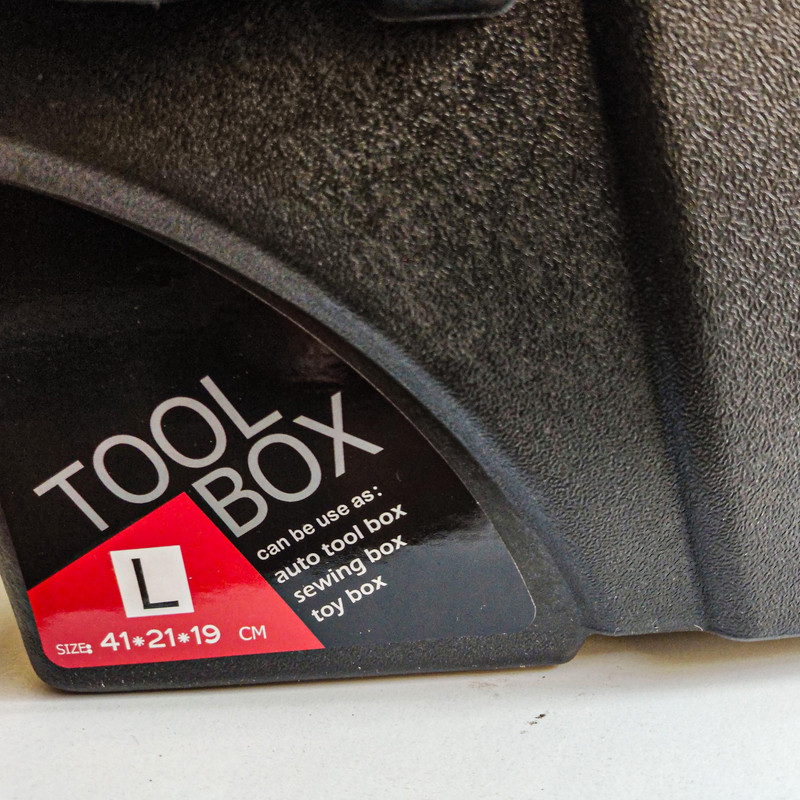 TOOL
BOX
can be use as:
auto tool box
sewing box
toy box
L
SIZE: 41*21*19 CM